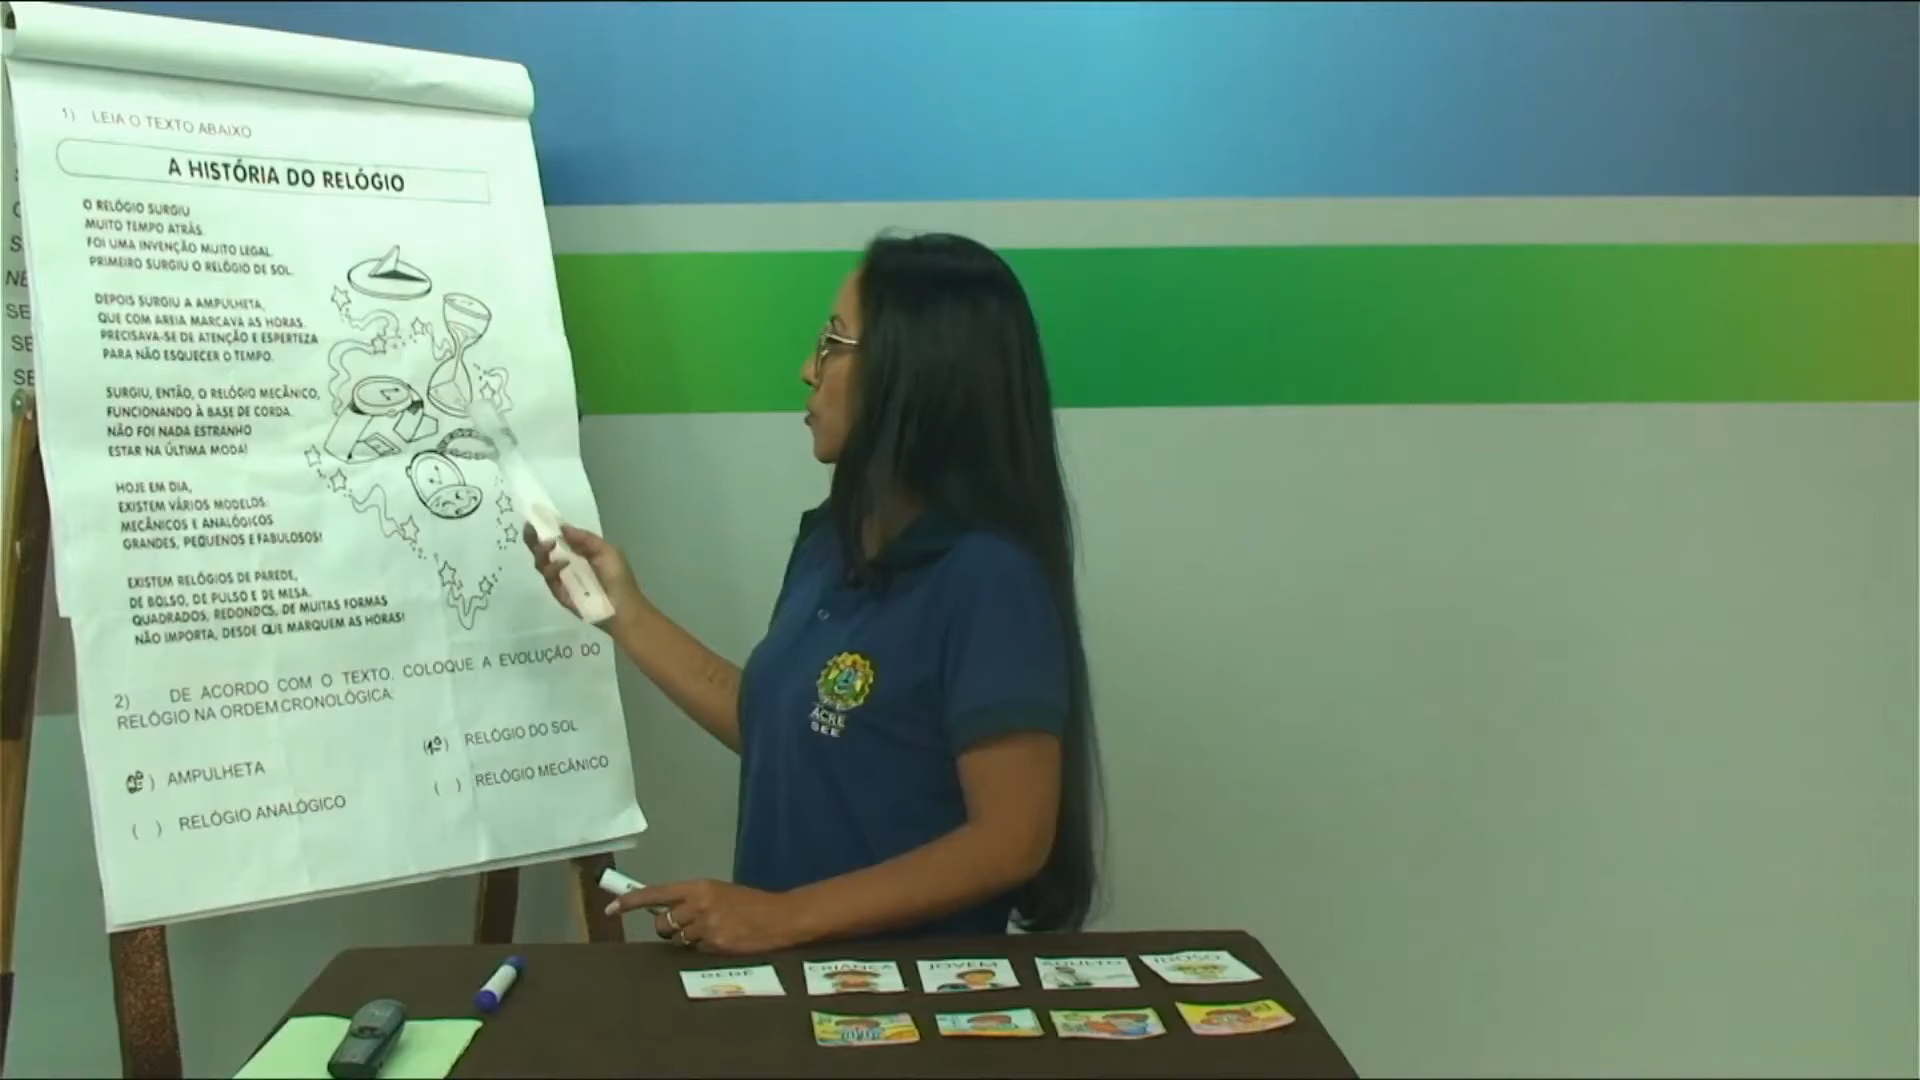 1) LEIA O TEXTO ABAIXO
A HISTÓRIA DO RELÓGIO
O RELÓGIO SURGIU
MUITO TEMPO ATRÁS.
FOI UMA INVENÇÃO MUITO LEGAL.
PRIMEIRO SURGIU O RELÓGIO DE SOL.
DEPOIS SURGIU A AMPULHETA,
QUE COM AREIA MARCAVA AS HORAS.
PRECISAVA-SE DE ATENÇÃO E ESPERTEZA
PARA NÃO ESQUECER O TEMPO.
SURGIU, ENTÃO, O RELÓGIO MECÂNICO,
FUNCIONANDO À BASE DE CORDA.
NÃO FOI NADA ESTRANHO
ESTAR NA ÚLTIMA MODA!
HOJE EM DIA,
EXISTEM VÁRIOS MODELOS:
MECÂNICOS E ANALÓGICOS
GRANDES, PEQUENOS E FABULOSOS!
EXISTEM RELÓGIOS DE PAREDE,
DE BOLSO, DE PULSO E DE MESA.
QUADRADOS, REDONDOS, DE MUITAS FORMAS
NÃO IMPORTA, DESDE QUE MARQUEM AS HORAS!
2) DE ACORDO COM O TEXTO, COLOQUE A EVOLUÇÃO DO
RELÓGIO NA ORDEM CRONOLÓGICA:
(2º) AMPULHETA
(1º) RELÓGIO DO SOL
( ) RELÓGIO ANALÓGICO
( ) RELÓGIO MECÂNICO
ACRE
SEE
BEBÊ
CRIANÇA
JOVEM
ADULTO
IDOSO